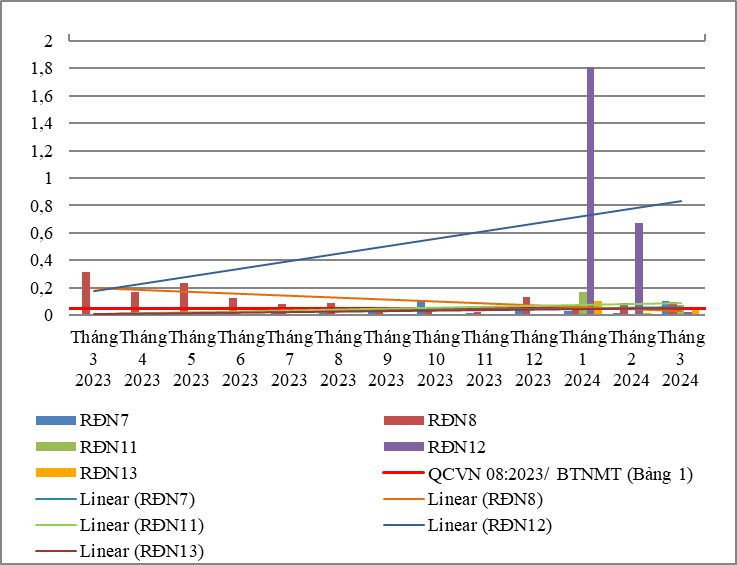 2
1,8
1,6
1,4
1,2
1
0,8
0,6
0,4
0,2
0
Tháng Tháng Tháng Tháng Tháng Tháng Tháng Tháng Tháng Tháng Tháng Tháng Tháng
3 4 5 6 7 8 9 10 11 12 1 2 3
2023 2023 2023 2023 2023 2023 2023 2023 2023 2023 2024 2024 2024
RĐN7 RĐN8
RĐN11 RĐN12
RĐN13 QCVN 08:2023/ BTNMT (Bảng 1)
Linear (RĐN7) Linear (RĐN8)
Linear (RĐN11) Linear (RĐN12)
Linear (RĐN13)